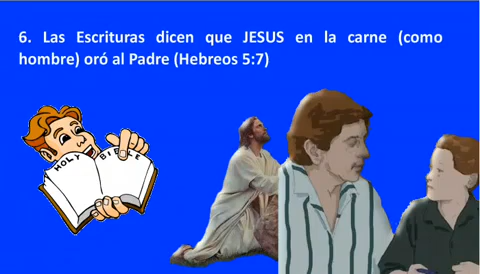 6. Las Escrituras dicen que JESUS en la carne (como
hombre) oró al Padre (Hebreos 5:7)
HOLY BIBLE